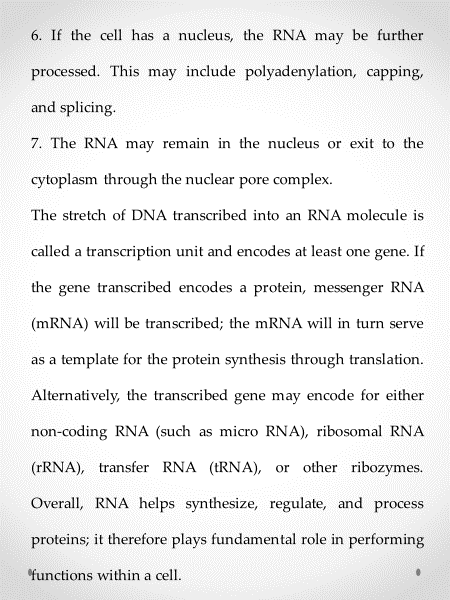 6. If the cell has a nucleus, the RNA may be further
processed. This may include polyadenylation, capping,
and splicing.
7. The RNA may remain in the nucleus or exit to the
cytoplasm through the nuclear pore complex.
The stretch of DNA transcribed into an RNA molecule is
called a transcription unit and encodes at least one gene. If
the gene transcribed encodes a protein, messenger RNA
(mRNA) will be transcribed; the mRNA will in turn serve
as a template for the protein synthesis through translation.
Alternatively, the transcribed gene may encode for either
non-coding RNA (such as micro RNA), ribosomal RNA
(rRNA), transfer RNA (tRNA), or other ribozymes.
Overall, RNA helps synthesize, regulate, and process
proteins; it therefore plays fundamental role in performing
functions within a cell.